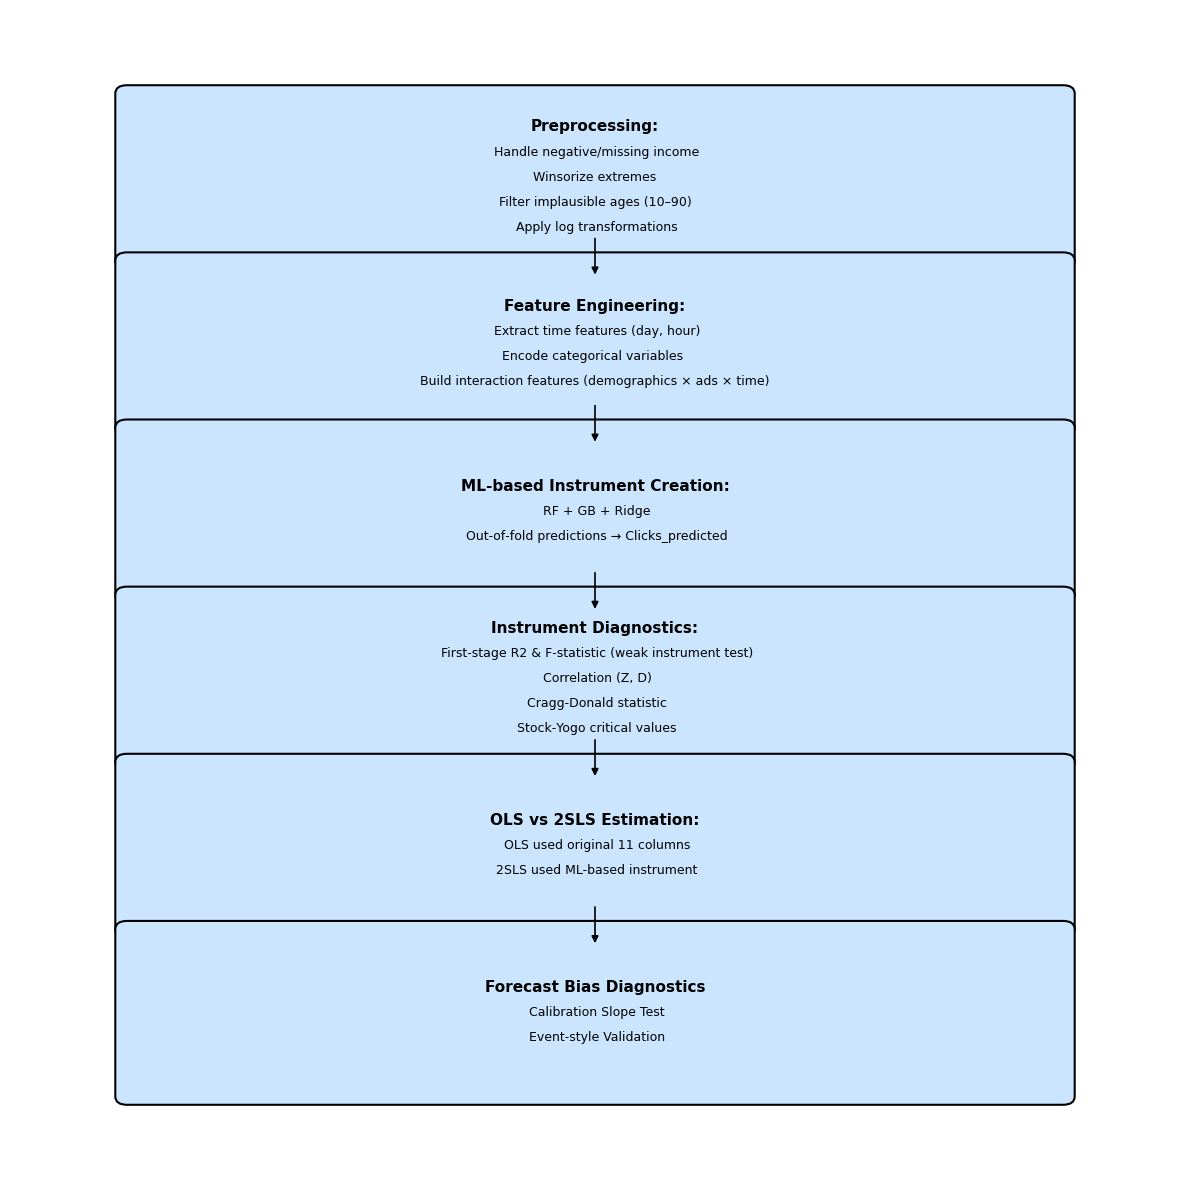 Preprocessing:
Handle negative/missing income
Winsorize extremes
Filter implausible ages (10–90)
Apply log transformations
Feature Engineering:
Extract time features (day, hour)
Encode categorical variables
Build interaction features (demographics × ads × time)
ML-based Instrument Creation:
RF + GB + Ridge
Out-of-fold predictions → Clicks_predicted
Instrument Diagnostics:
First-stage R2 & F-statistic (weak instrument test)
Correlation (Z, D)
Cragg-Donald statistic
Stock-Yogo critical values
OLS vs 2SLS Estimation:
OLS used original 11 columns
2SLS used ML-based instrument
Forecast Bias Diagnostics
Calibration Slope Test
Event-style Validation